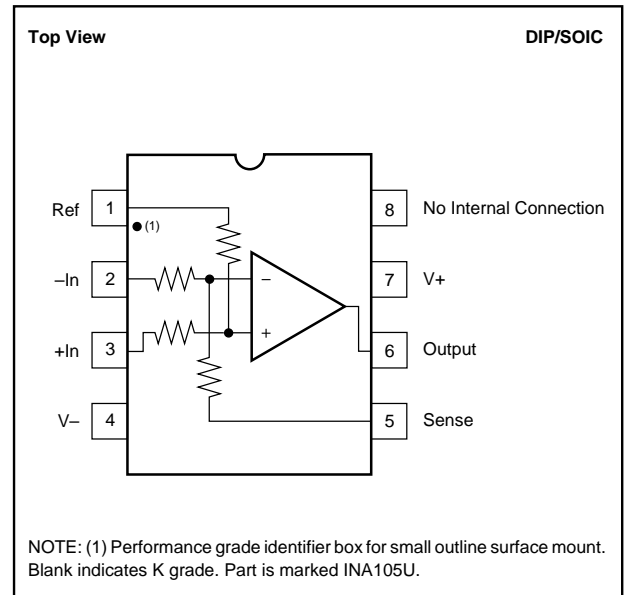 Top View DIP/SOIC
Ref 1 8 No Internal Connection
(1)
–In 2 – 7 V+
+In 3 + 6 Output
V– 4 5 Sense
NOTE: (1) Performance grade identifier box for small outline surface mount.
Blank indicates K grade. Part is marked INA105U.